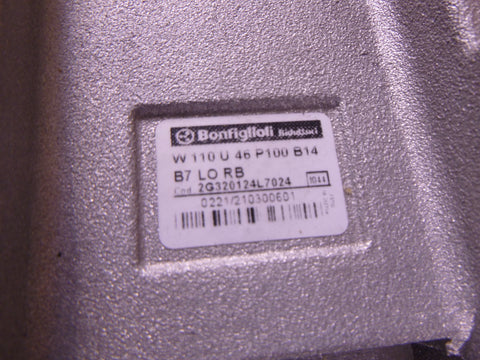 Bonfiglioli Riduttori
W 110 U 46 P100 B14
B7 LO RB
Cod. 2G320124L7024 1044
0221/210300601